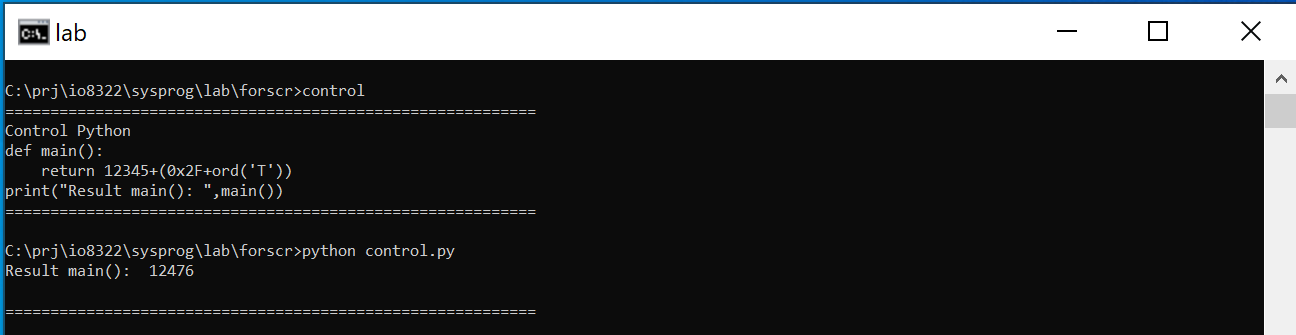 C:\. lab
C:\prj\io8322\sysprog\lab\forscr>control
===========================================================
Control Python
def main():
    return 12345+(0x2F+ord('T'))
print("Result main(): ",main())
===========================================================
C:\prj\io8322\sysprog\lab\forscr>python control.py
Result main():  12476
===========================================================